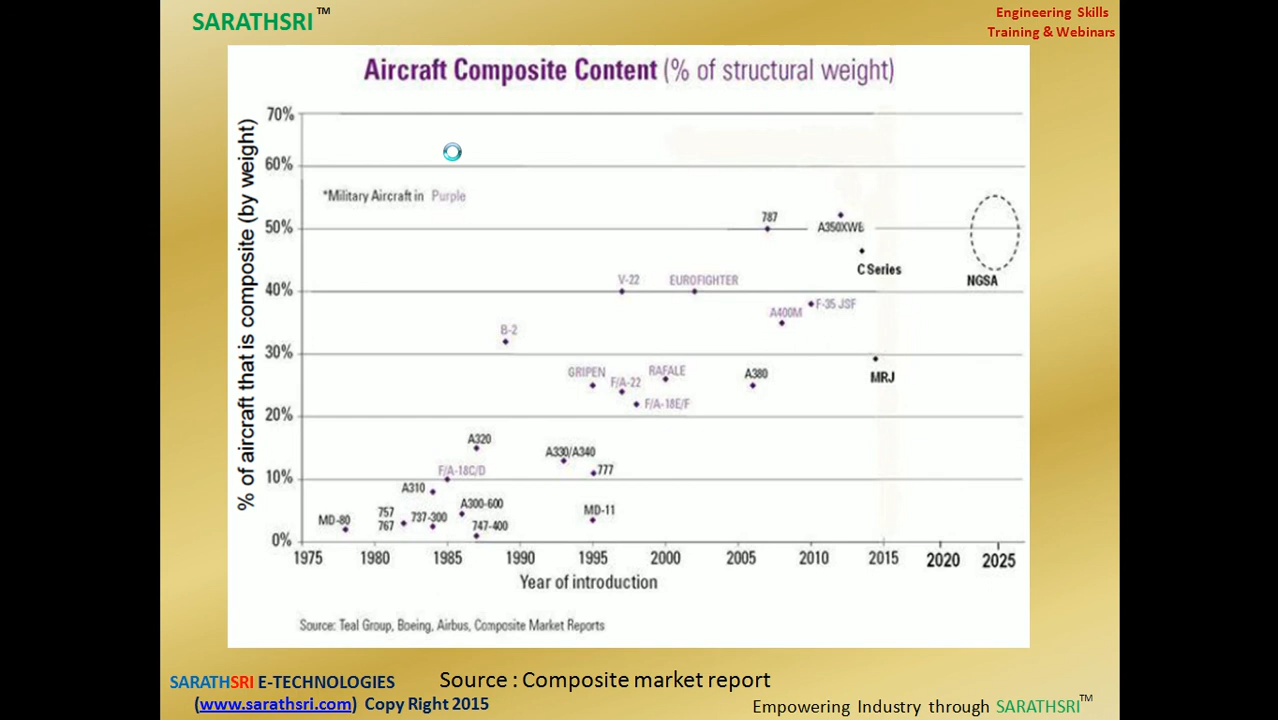 SARATHSRI™
Engineering Skills
Training & Webinars
Aircraft Composite Content (% of structural weight)
% of aircraft that is composite (by weight)
70%
60%
50%
40%
30%
20%
10%
0%
*Military Aircraft in Purple
787
A350XWB
C Series
NGSA
V-22
EUROFIGHTER
A400M
F-35 JSF
B-2
GRIPEN
F/A-22
RAFALE
F/A-18E/F
A380
MRJ
A320
F/A-18C/D
A330/A340
777
A310
A300-600
MD-80
757
767
737-300
747-400
MD-11
1975 1980 1985 1990 1995 2000 2005 2010 2015 2020 2025
Year of introduction
Source: Teal Group, Boeing, Airbus, Composite Market Reports
SARATHSRI E-TECHNOLOGIES
(www.sarathsri.com) Copy Right 2015
Source : Composite market report
Empowering Industry through SARATHSRI™